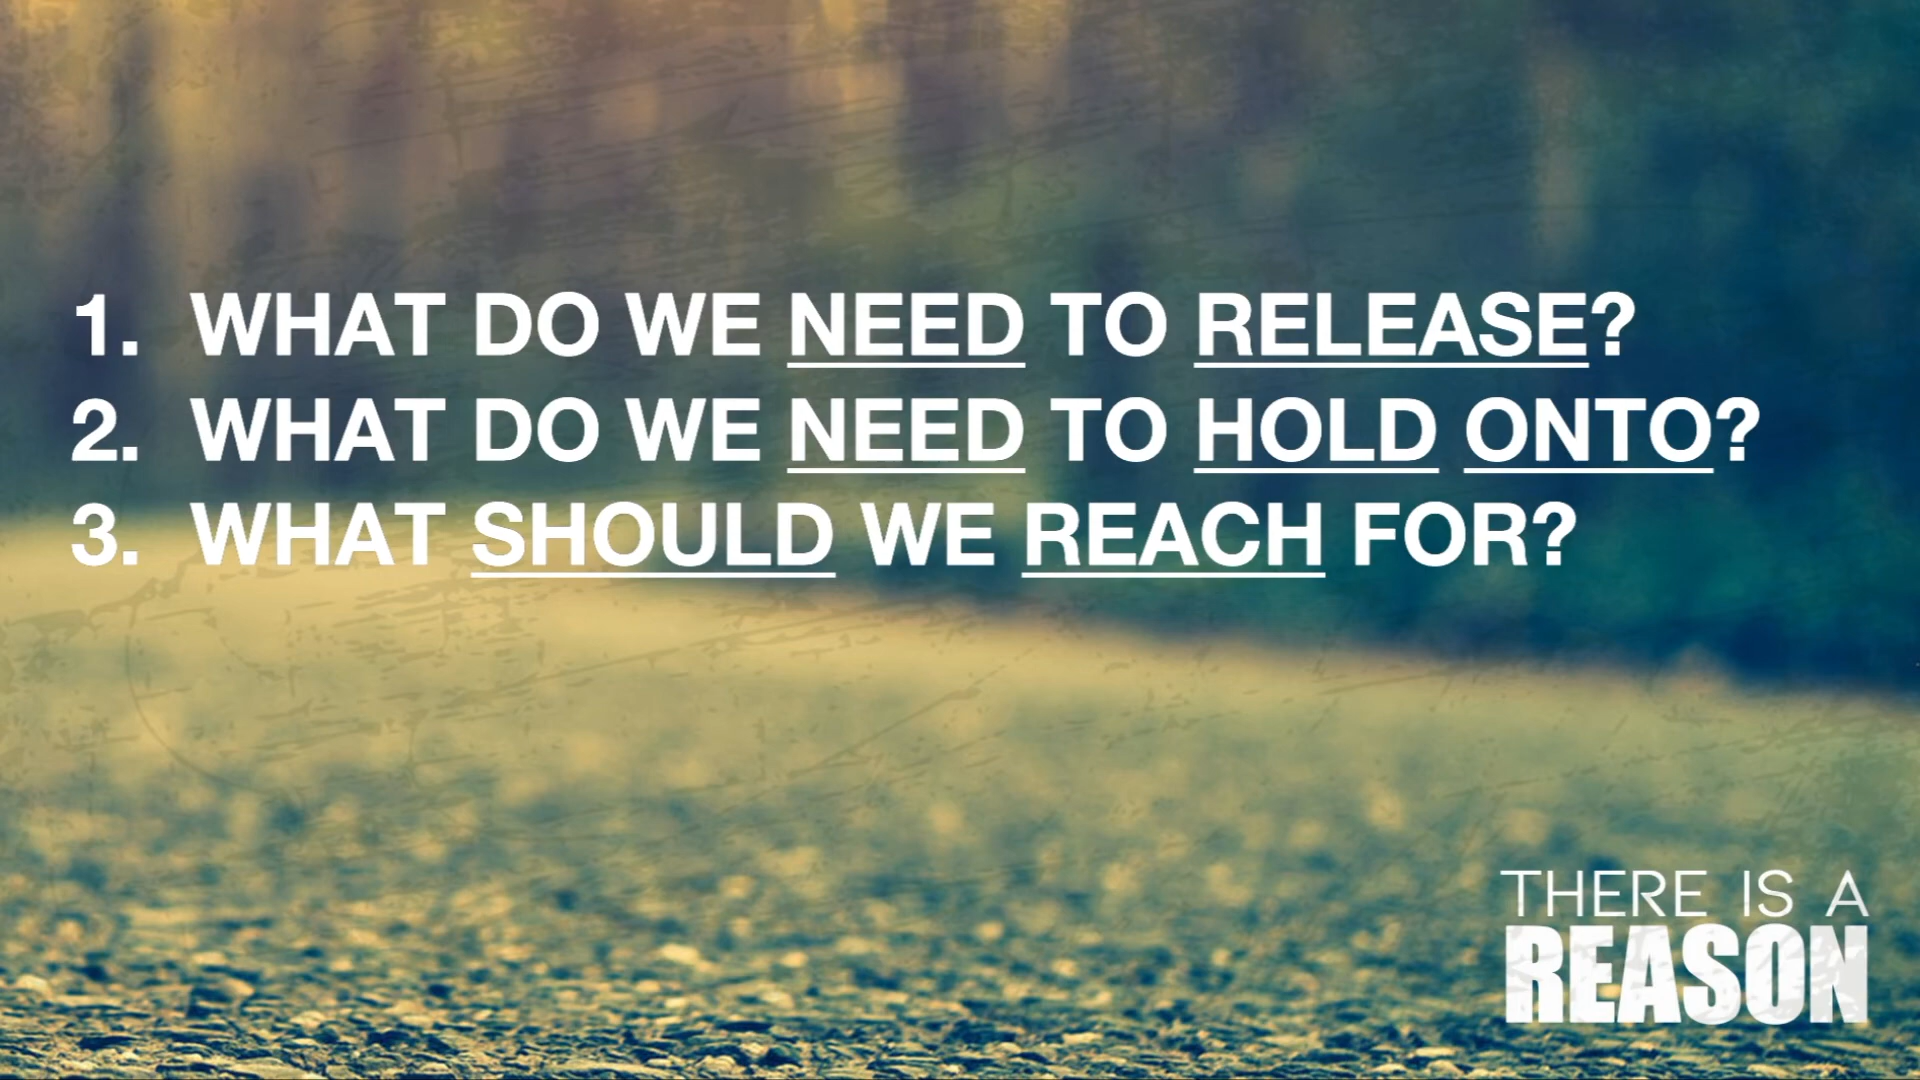 1. WHAT DO WE NEED TO RELEASE?
2. WHAT DO WE NEED TO HOLD ONTO?
3. WHAT SHOULD WE REACH FOR?
THERE IS A
REASON